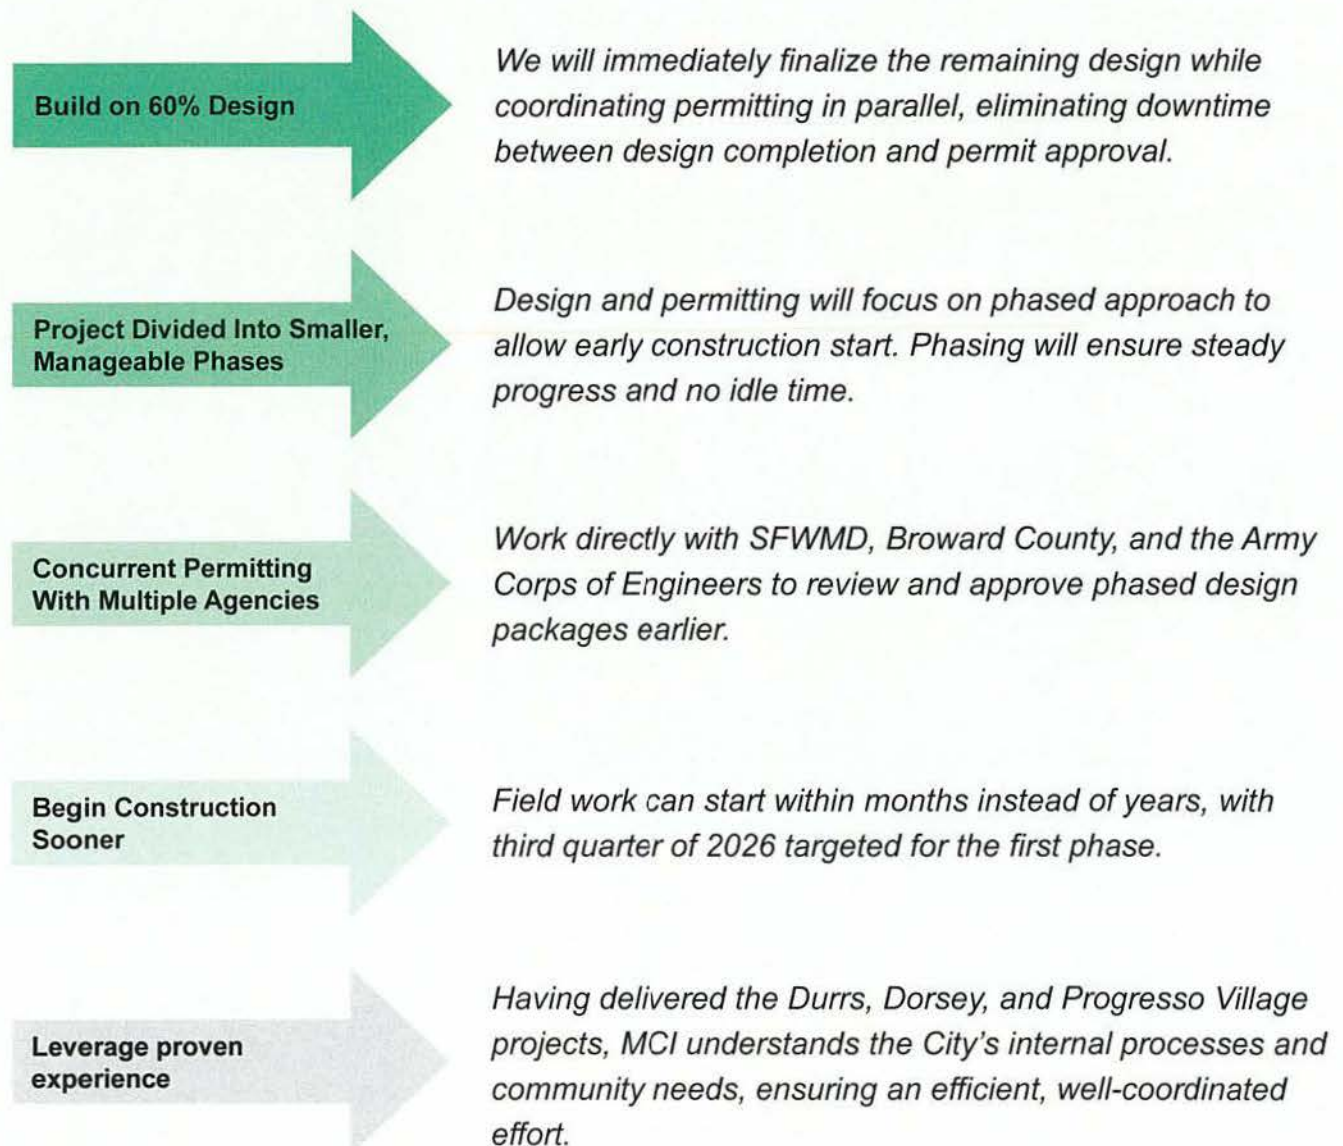 Build on 60% Design
We will immediately finalize the remaining design while
coordinating permitting in parallel, eliminating downtime
between design completion and permit approval.
Project Divided Into Smaller,
Manageable Phases
Design and permitting will focus on phased approach to
allow early construction start. Phasing will ensure steady
progress and no idle time.
Concurrent Permitting
With Multiple Agencies
Work directly with SFWMD, Broward County, and the Army
Corps of Engineers to review and approve phased design
packages earlier.
Begin Construction
Sooner
Field work can start within months instead of years, with
third quarter of 2026 targeted for the first phase.
Leverage proven
experience
Having delivered the Durrs, Dorsey, and Progresso Village
projects, MCI understands the City's internal processes and
community needs, ensuring an efficient, well-coordinated
effort.